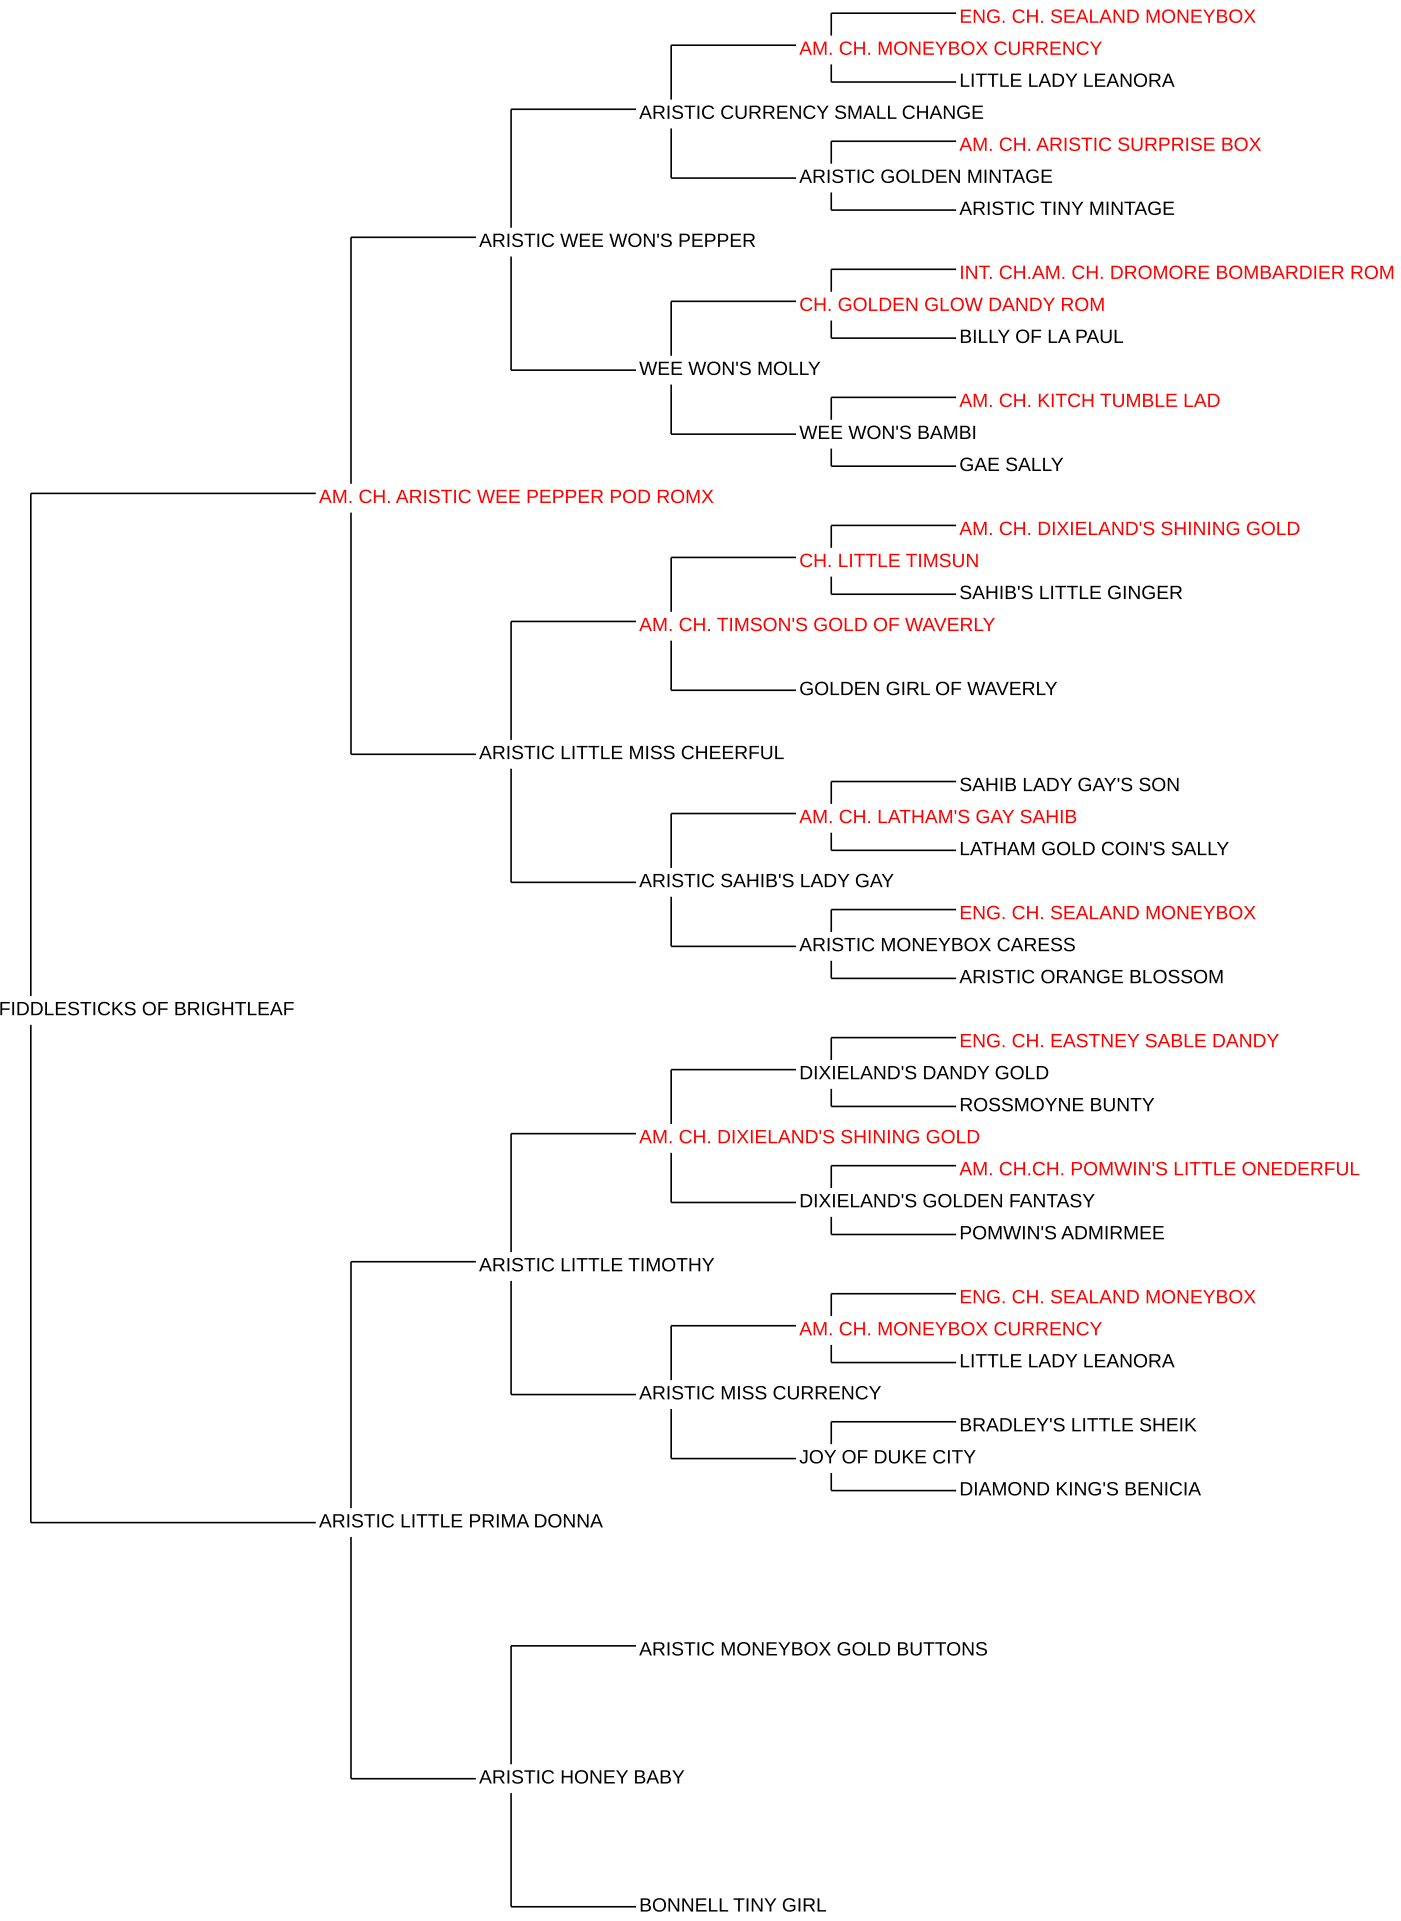 ENG. CH. SEALAND MONEYBOX
AM. CH. MONEYBOX CURRENCY
LITTLE LADY LEANORA
ARISTIC CURRENCY SMALL CHANGE
AM. CH. ARISTIC SURPRISE BOX
ARISTIC GOLDEN MINTAGE
ARISTIC TINY MINTAGE
ARISTIC WEE WON'S PEPPER
INT. CH.AM. CH. DROMORE BOMBARDIER ROM
CH. GOLDEN GLOW DANDY ROM
BILLY OF LA PAUL
WEE WON'S MOLLY
AM. CH. KITCH TUMBLE LAD
WEE WON'S BAMBI
GAE SALLY
AM. CH. ARISTIC WEE PEPPER POD ROMX
AM. CH. DIXIELAND'S SHINING GOLD
CH. LITTLE TIMSUN
SAHIB'S LITTLE GINGER
AM. CH. TIMSON'S GOLD OF WAVERLY
GOLDEN GIRL OF WAVERLY
ARISTIC LITTLE MISS CHEERFUL
SAHIB LADY GAY'S SON
AM. CH. LATHAM'S GAY SAHIB
LATHAM GOLD COIN'S SALLY
ARISTIC SAHIB'S LADY GAY
ENG. CH. SEALAND MONEYBOX
ARISTIC MONEYBOX CARESS
ARISTIC ORANGE BLOSSOM
FIDDLESTICKS OF BRIGHTLEAF
ENG. CH. EASTNEY SABLE DANDY
DIXIELAND'S DANDY GOLD
ROSSMOYNE BUNTY
AM. CH. DIXIELAND'S SHINING GOLD
AM. CH.CH. POMWIN'S LITTLE ONEDERFUL
DIXIELAND'S GOLDEN FANTASY
POMWIN'S ADMIRMEE
ARISTIC LITTLE TIMOTHY
ENG. CH. SEALAND MONEYBOX
AM. CH. MONEYBOX CURRENCY
LITTLE LADY LEANORA
ARISTIC MISS CURRENCY
BRADLEY'S LITTLE SHEIK
JOY OF DUKE CITY
DIAMOND KING'S BENICIA
ARISTIC LITTLE PRIMA DONNA
ARISTIC MONEYBOX GOLD BUTTONS
ARISTIC HONEY BABY
BONNELL TINY GIRL